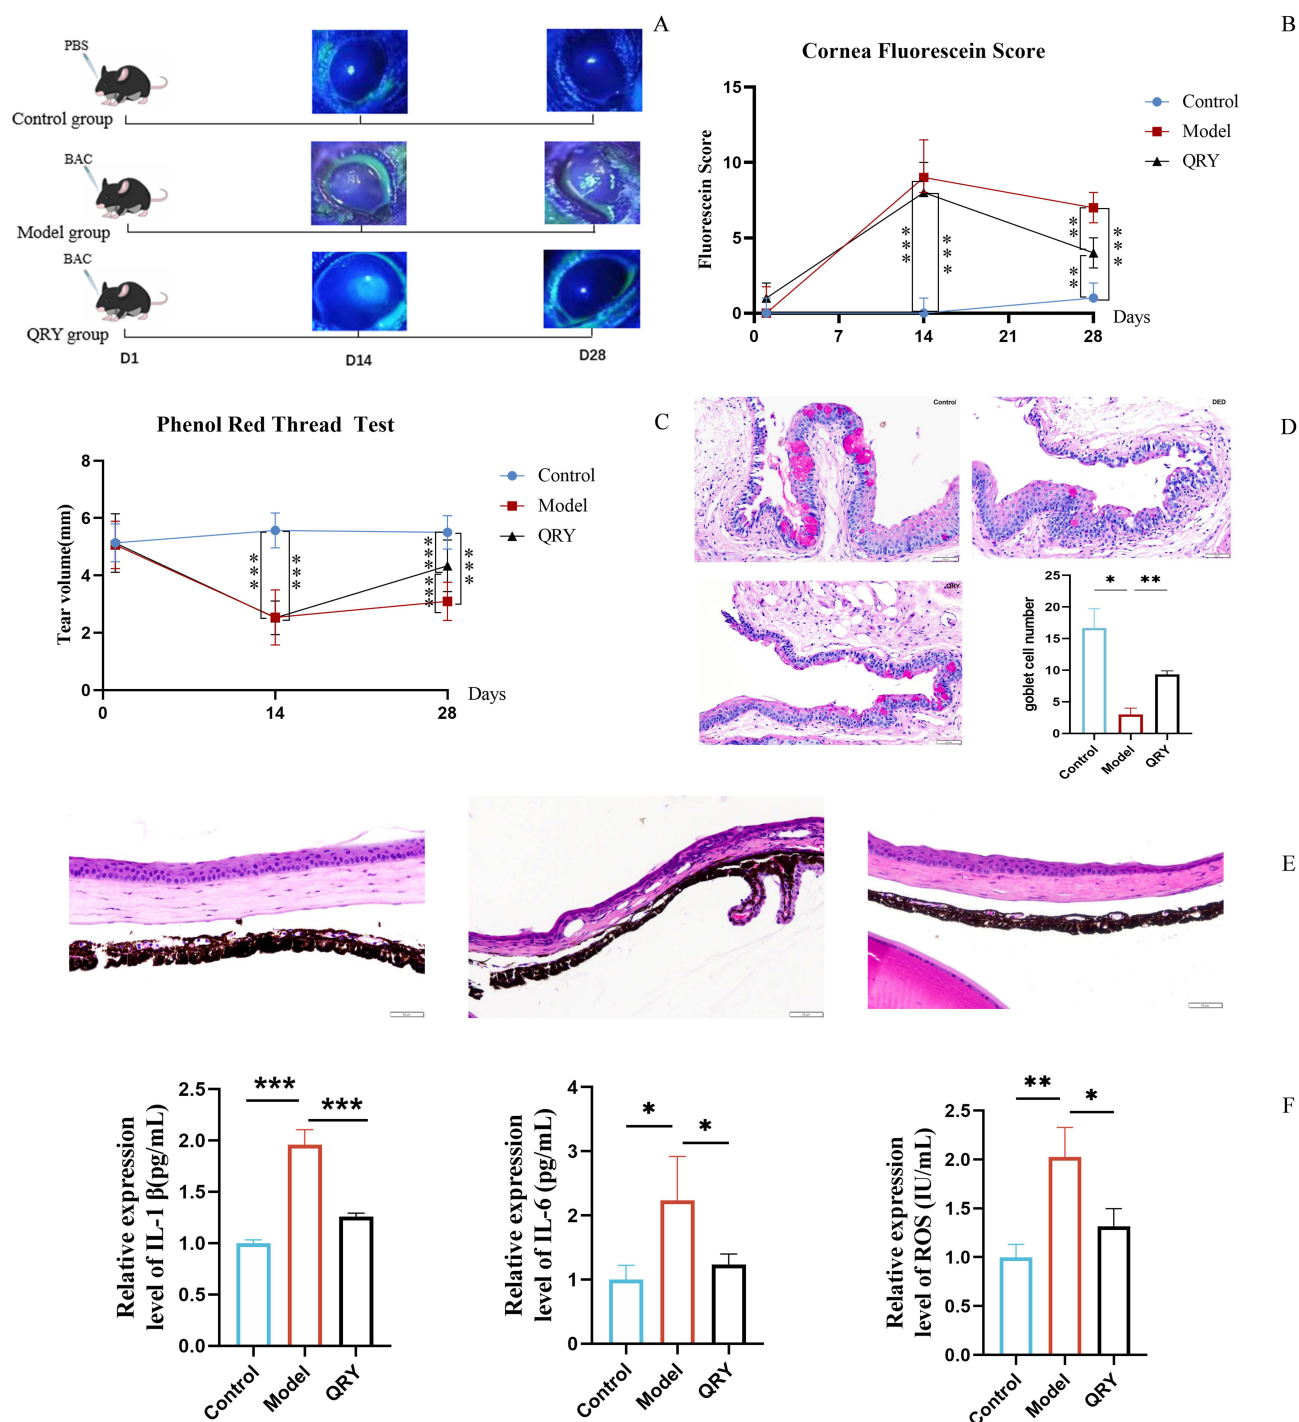 A
PBS
Control group
BAC
Model group
BAC
QRY group
D1
D14
D28
B
Cornea Fluorescein Score
Fluorescein Score
15
10
5
0
0
7
14
21
28
Days
Control
Model
QRY
***
***
**
**
***
C
Phenol Red Thread Test
Tear volume(mm)
8
6
4
2
0
0
14
28
Days
Control
Model
QRY
***
***
***
***
***
D
Control
DED
QRY
goblet cell number
25
20
15
10
5
0
*
**
Control
Model
QRY
E
F
Relative expression
level of IL-1 β(pg/mL)
2.5
2.0
1.5
1.0
0.5
0.0
***
***
Control
Model
QRY
Relative expression
level of IL-6 (pg/mL)
4
3
2
1
0
*
*
Control
Model
QRY
Relative expression
level of ROS (IU/mL)
2.5
2.0
1.5
1.0
0.5
0.0
**
*
Control
Model
QRY